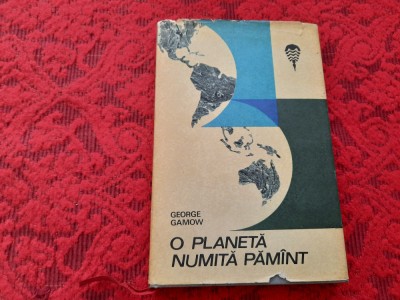 GEORGE
GAMOW
O PLANETĂ
NUMITĂ PĂMÎNT